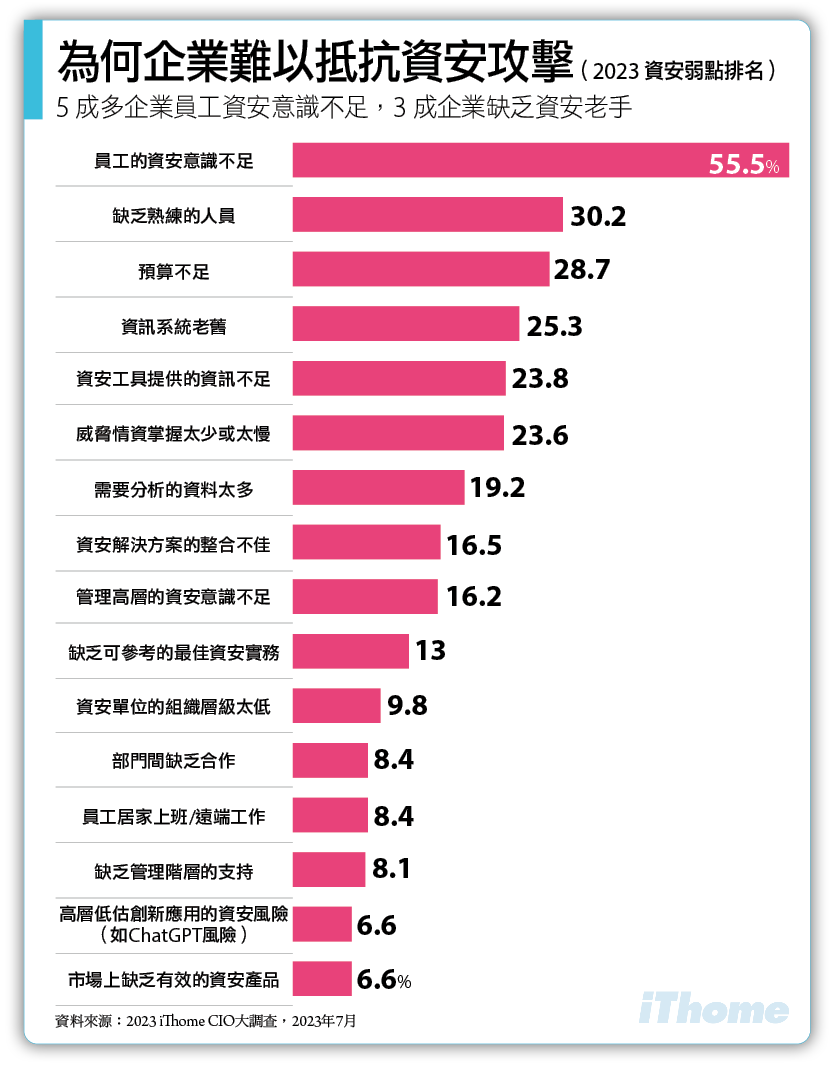 為何企業難以抵抗資安攻擊（2023 資安弱點排名）
5 成多企業員工資安意識不足，3 成企業缺乏資安老手
員工的資安意識不足 55.5%
缺乏熟練的人員 30.2
預算不足 28.7
資訊系統老舊 25.3
資安工具提供的資訊不足 23.8
威脅情資掌握太少或太慢 23.6
需要分析的資料太多 19.2
資安解決方案的整合不佳 16.5
管理高層的資安意識不足 16.2
缺乏可參考的最佳資安實務 13
資安單位的組織層級太低 9.8
部門間缺乏合作 8.4
員工居家上班/遠端工作 8.4
缺乏管理階層的支持 8.1
高層低估創新應用的資安風險
（如ChatGPT風險） 6.6
市場上缺乏有效的資安產品 6.6%
資料來源：2023 iThome CIO大調查，2023年7月
iThome